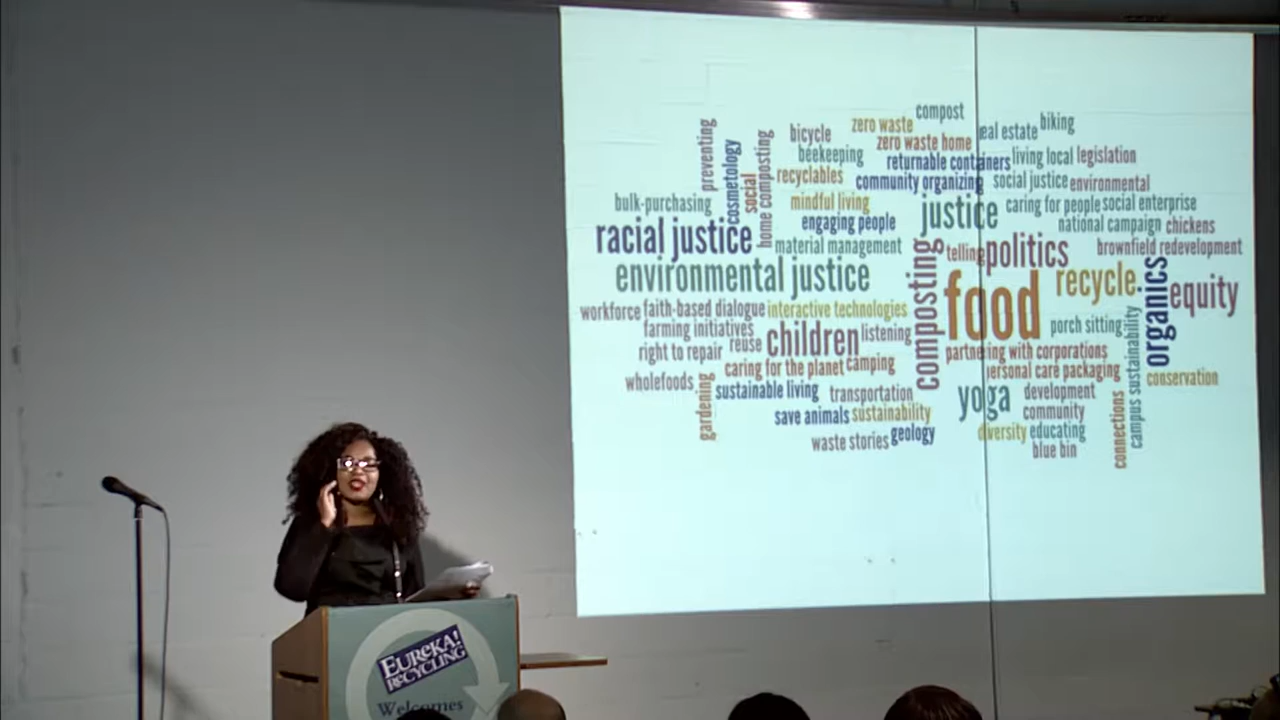 compost
preventing
cosmetology
social
home composting
bicycle
zero waste
real estate
biking
zero waste home
beekeeping
returnable containers
living local
legislation
recyclables
community organizing
social justice
environmental
bulk-purchasing
mindful living
justice
caring for people
social enterprise
engaging people
national campaign
chickens
racial justice
material management
telling
politics
brownfield redevelopment
environmental justice
composting
food
recycle
organics
equity
workforce
faith-based dialogue
interactive technologies
farming initiatives
children
listening
porch sitting
campus sustainability
right to repair
reuse
partnering with corporations
caring for the planet
camping
personal care packaging
wholefoods
gardening
sustainable living
transportation
yoga
development
conservation
save animals
sustainability
community
connections
waste stories
geology
diversity
educating
blue bin
EUREKA!
RECYCLING
Welcomes